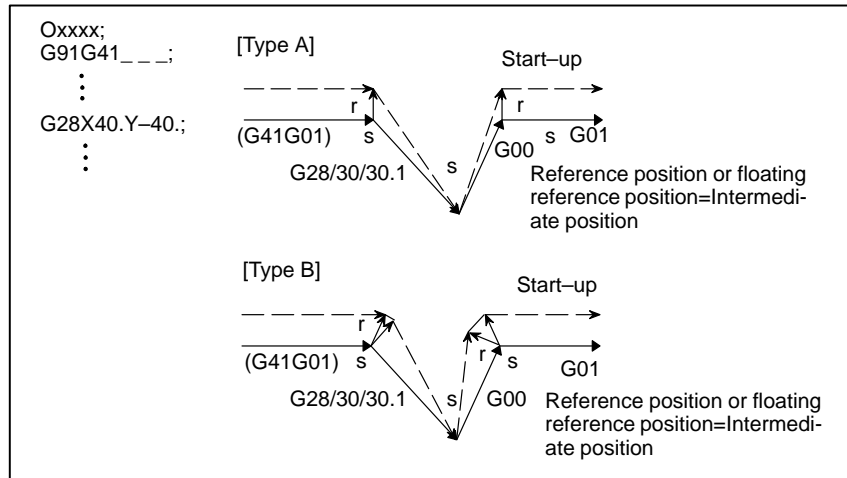 Oxxxx;
G91G41_ _ _;
G28X40.Y–40.;
[Type A]
Start–up
r
r
(G41G01)
s
s
G01
G00
s
G28/30/30.1
Reference position or floating
reference position=Intermedi-
ate position
[Type B]
Start–up
r
r
(G41G01)
s
s
G01
G28/30/30.1
s
G00
Reference position or floating
reference position=Intermedi-
ate position